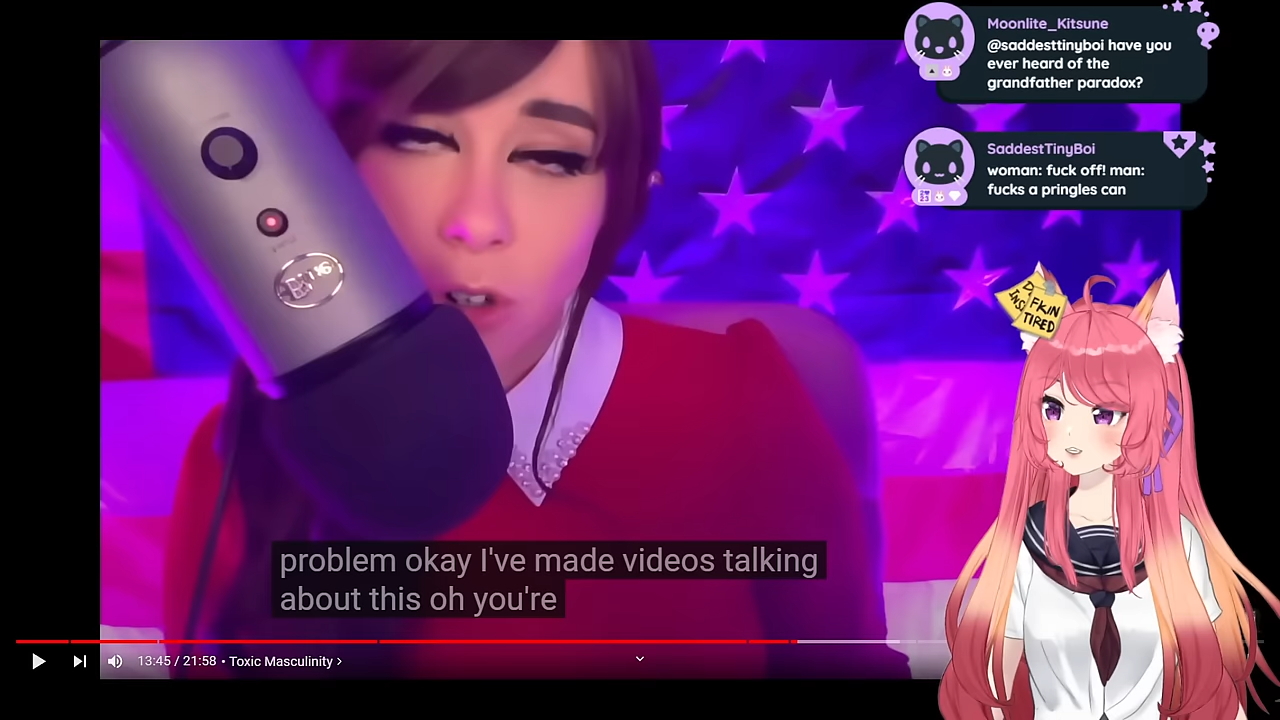 Moonlite_Kitsune
@saddesttinyboi have you
ever heard of the
grandfather paradox?
SaddestTinyBoi
woman: fuck off! man:
fucks a pringles can
FKIN
TIRED
Blue
problem okay I've made videos talking
about this oh you're
13:45 / 21:58 • Toxic Masculinity ›